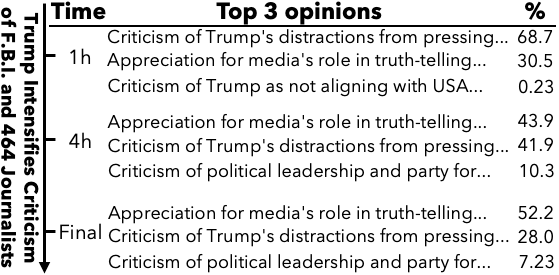 Trump Intensifies Criticism
of F.B.I. and 464 Journalists
Time Top 3 opinions %
1h
Criticism of Trump's distractions from pressing... 68.7
Appreciation for media's role in truth-telling... 30.5
Criticism of Trump as not aligning with USA... 0.23
4h
Appreciation for media's role in truth-telling... 43.9
Criticism of Trump's distractions from pressing... 41.9
Criticism of political leadership and party for... 10.3
Final
Appreciation for media's role in truth-telling... 52.2
Criticism of Trump's distractions from pressing... 28.0
Criticism of political leadership and party for... 7.23